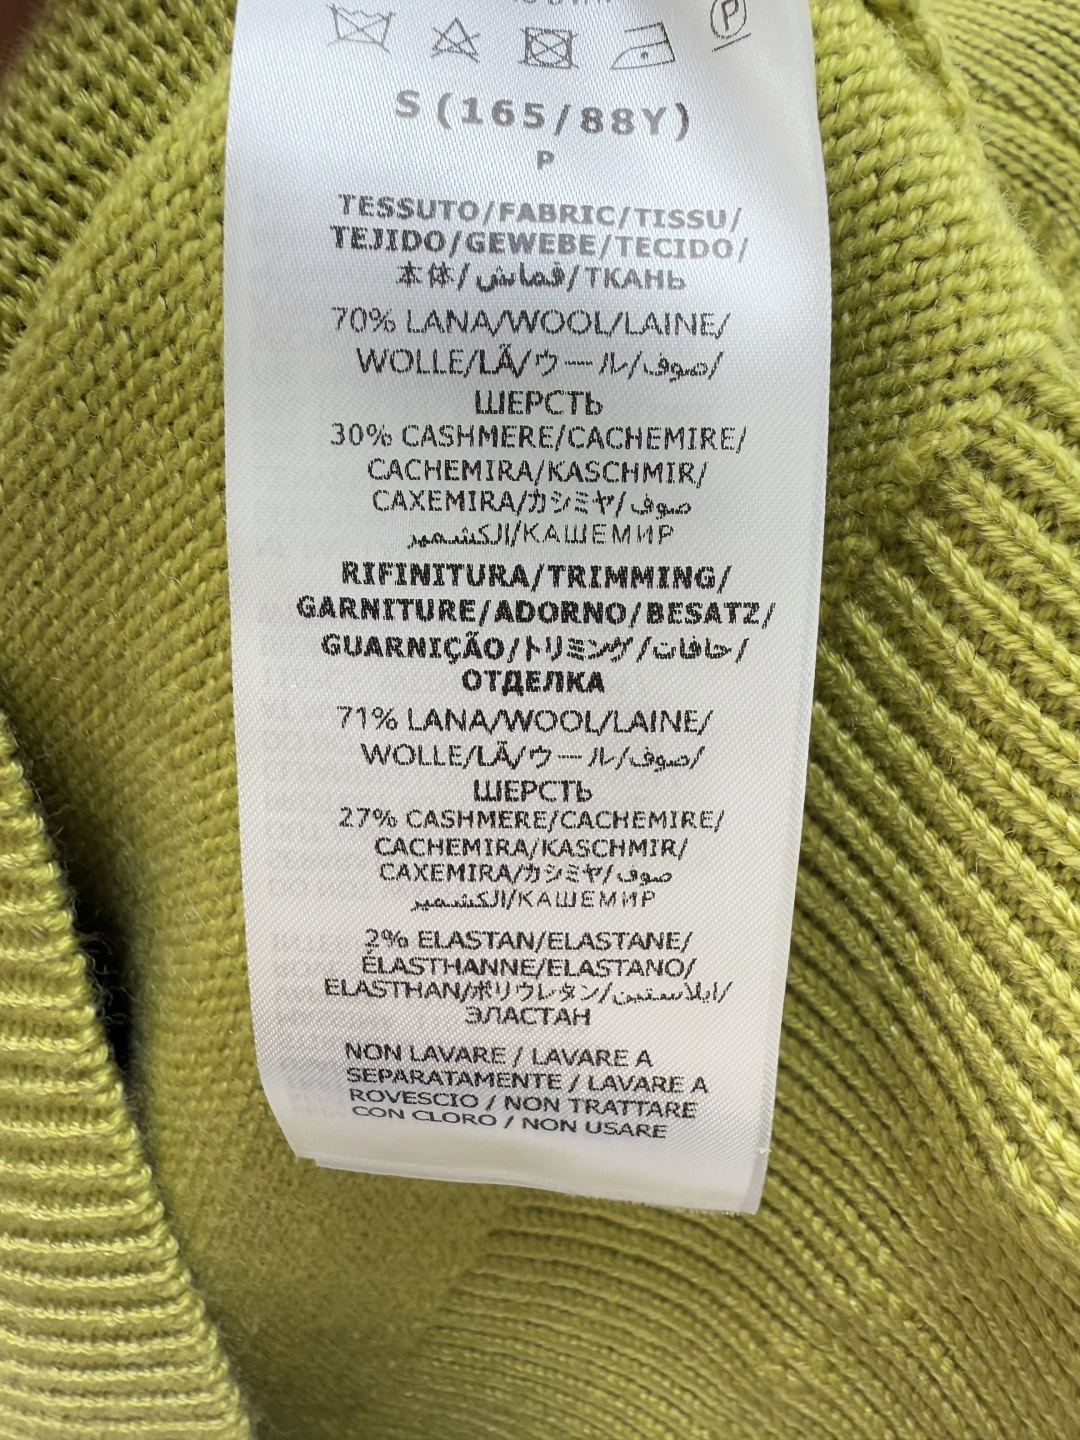 P
S (165/88Y)
P
TESSUTO/FABRIC/TISSU/
TEJIDO/GEWEBE/TECIDO/
本体/قماش/ТКАНЬ
70% LANA/WOOL/LAINE/
WOLLE/LÃ/ウール/صوف/
ШЕРСТЬ
30% CASHMERE/CACHEMIRE/
CACHEMIRA/KASCHMIR/
CAXEMIRA/カシミヤ/صوف
الكشمير/КАШЕМИР
RIFINITURA/TRIMMING/
GARNITURE/ADORNO/BESATZ/
GUARNIÇÃO/トリミング/حافات/
ОТДЕЛКА
71% LANA/WOOL/LAINE/
WOLLE/LÃ/ウール/صوف/
ШЕРСТЬ
27% CASHMERE/CACHEMIRE/
CACHEMIRA/KASCHMIR/
CAXEMIRA/カシミヤ/صوف
الكشمير/КАШЕМИР
2% ELASTAN/ELASTANE/
ÉLASTHANNE/ELASTANO/
ELASTHAN/ポリウレタン/ايلاستين/
ЭЛАСТАН
NON LAVARE / LAVARE A
SEPARATAMENTE / LAVARE A
ROVESCIO / NON TRATTARE
CON CLORO / NON USARE